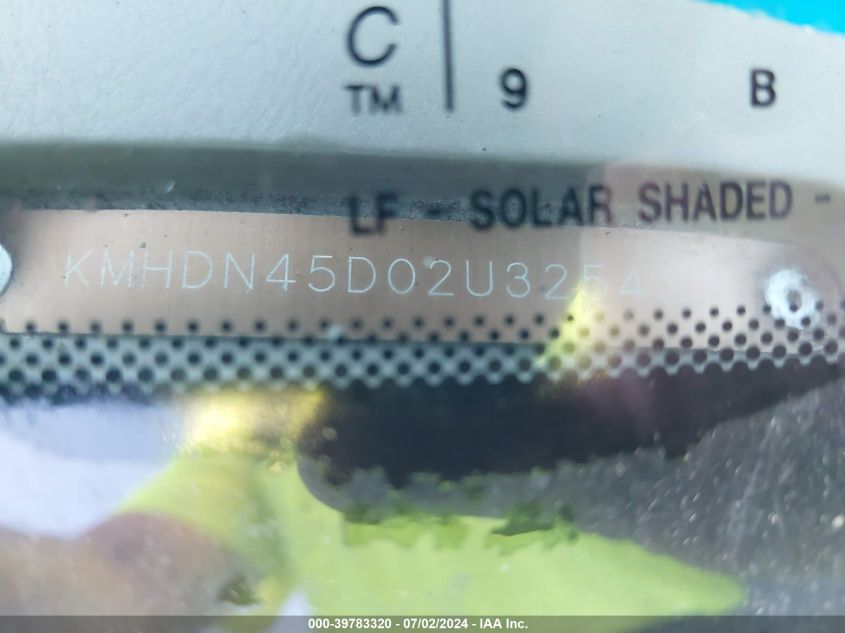 C
TM
9 B
LF - SOLAR SHADED -
KMHDN45D02U3254
000-39783320 / 07/02/2024 - IAA Inc.